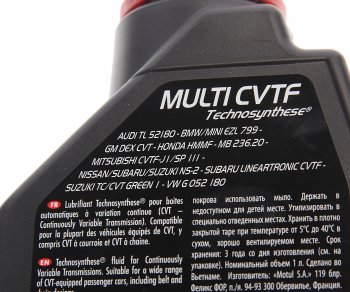 MULTI CVTF
Technosynthese®
AUDI TL 52180 - BMW/MINI EZL 799 -
GM DEX CVT - HONDA HMMF - MB 236.20 -
MITSUBISHI CVTF-J1/SP III -
NISSAN/SUBARU/SUZUKI NS-2 - SUBARU LINEARTRONIC CVTF -
SUZUKI TC/CVT GREEN 1 - VW G 052 180
FR Lubrifiant Technosynthese® pour boîtes
automatiques à variation continue (CVT –
Continuously Variable Transmission). Compatible
pour la plupart des véhicules équipés de CVT, y
compris CVT à courroie et CVT à chaîne.
EN Technosynthese® fluid for Continuously
Variable Transmissions. Suitable for a wide range
of CVT-equipped passenger cars, including belt and
покрова использовать мыло. Держать в
недоступном для детей месте. Утилизировать в
специально отведенных местах. Хранить в плотно
закрытой таре при температуре от 5°C до 40°C в
сухом, хорошо вентилируемом месте. Срок
хранения: 3 года со дня изготовления (см. на
упаковке). Номинальный объем 1 л. Сделано во
Вьетнаме. Изготовитель: «Motul S.A.» 119 блр.
Феликс ФОР, п/я 94-93 300 Обервилье, Франция.